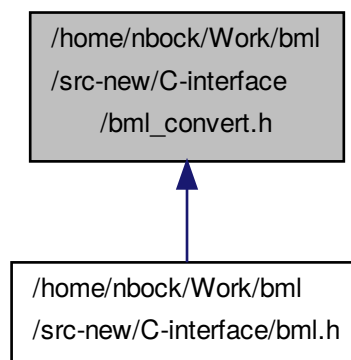 /home/nbock/Work/bml
/src-new/C-interface
/bml_convert.h
/home/nbock/Work/bml
/src-new/C-interface/bml.h